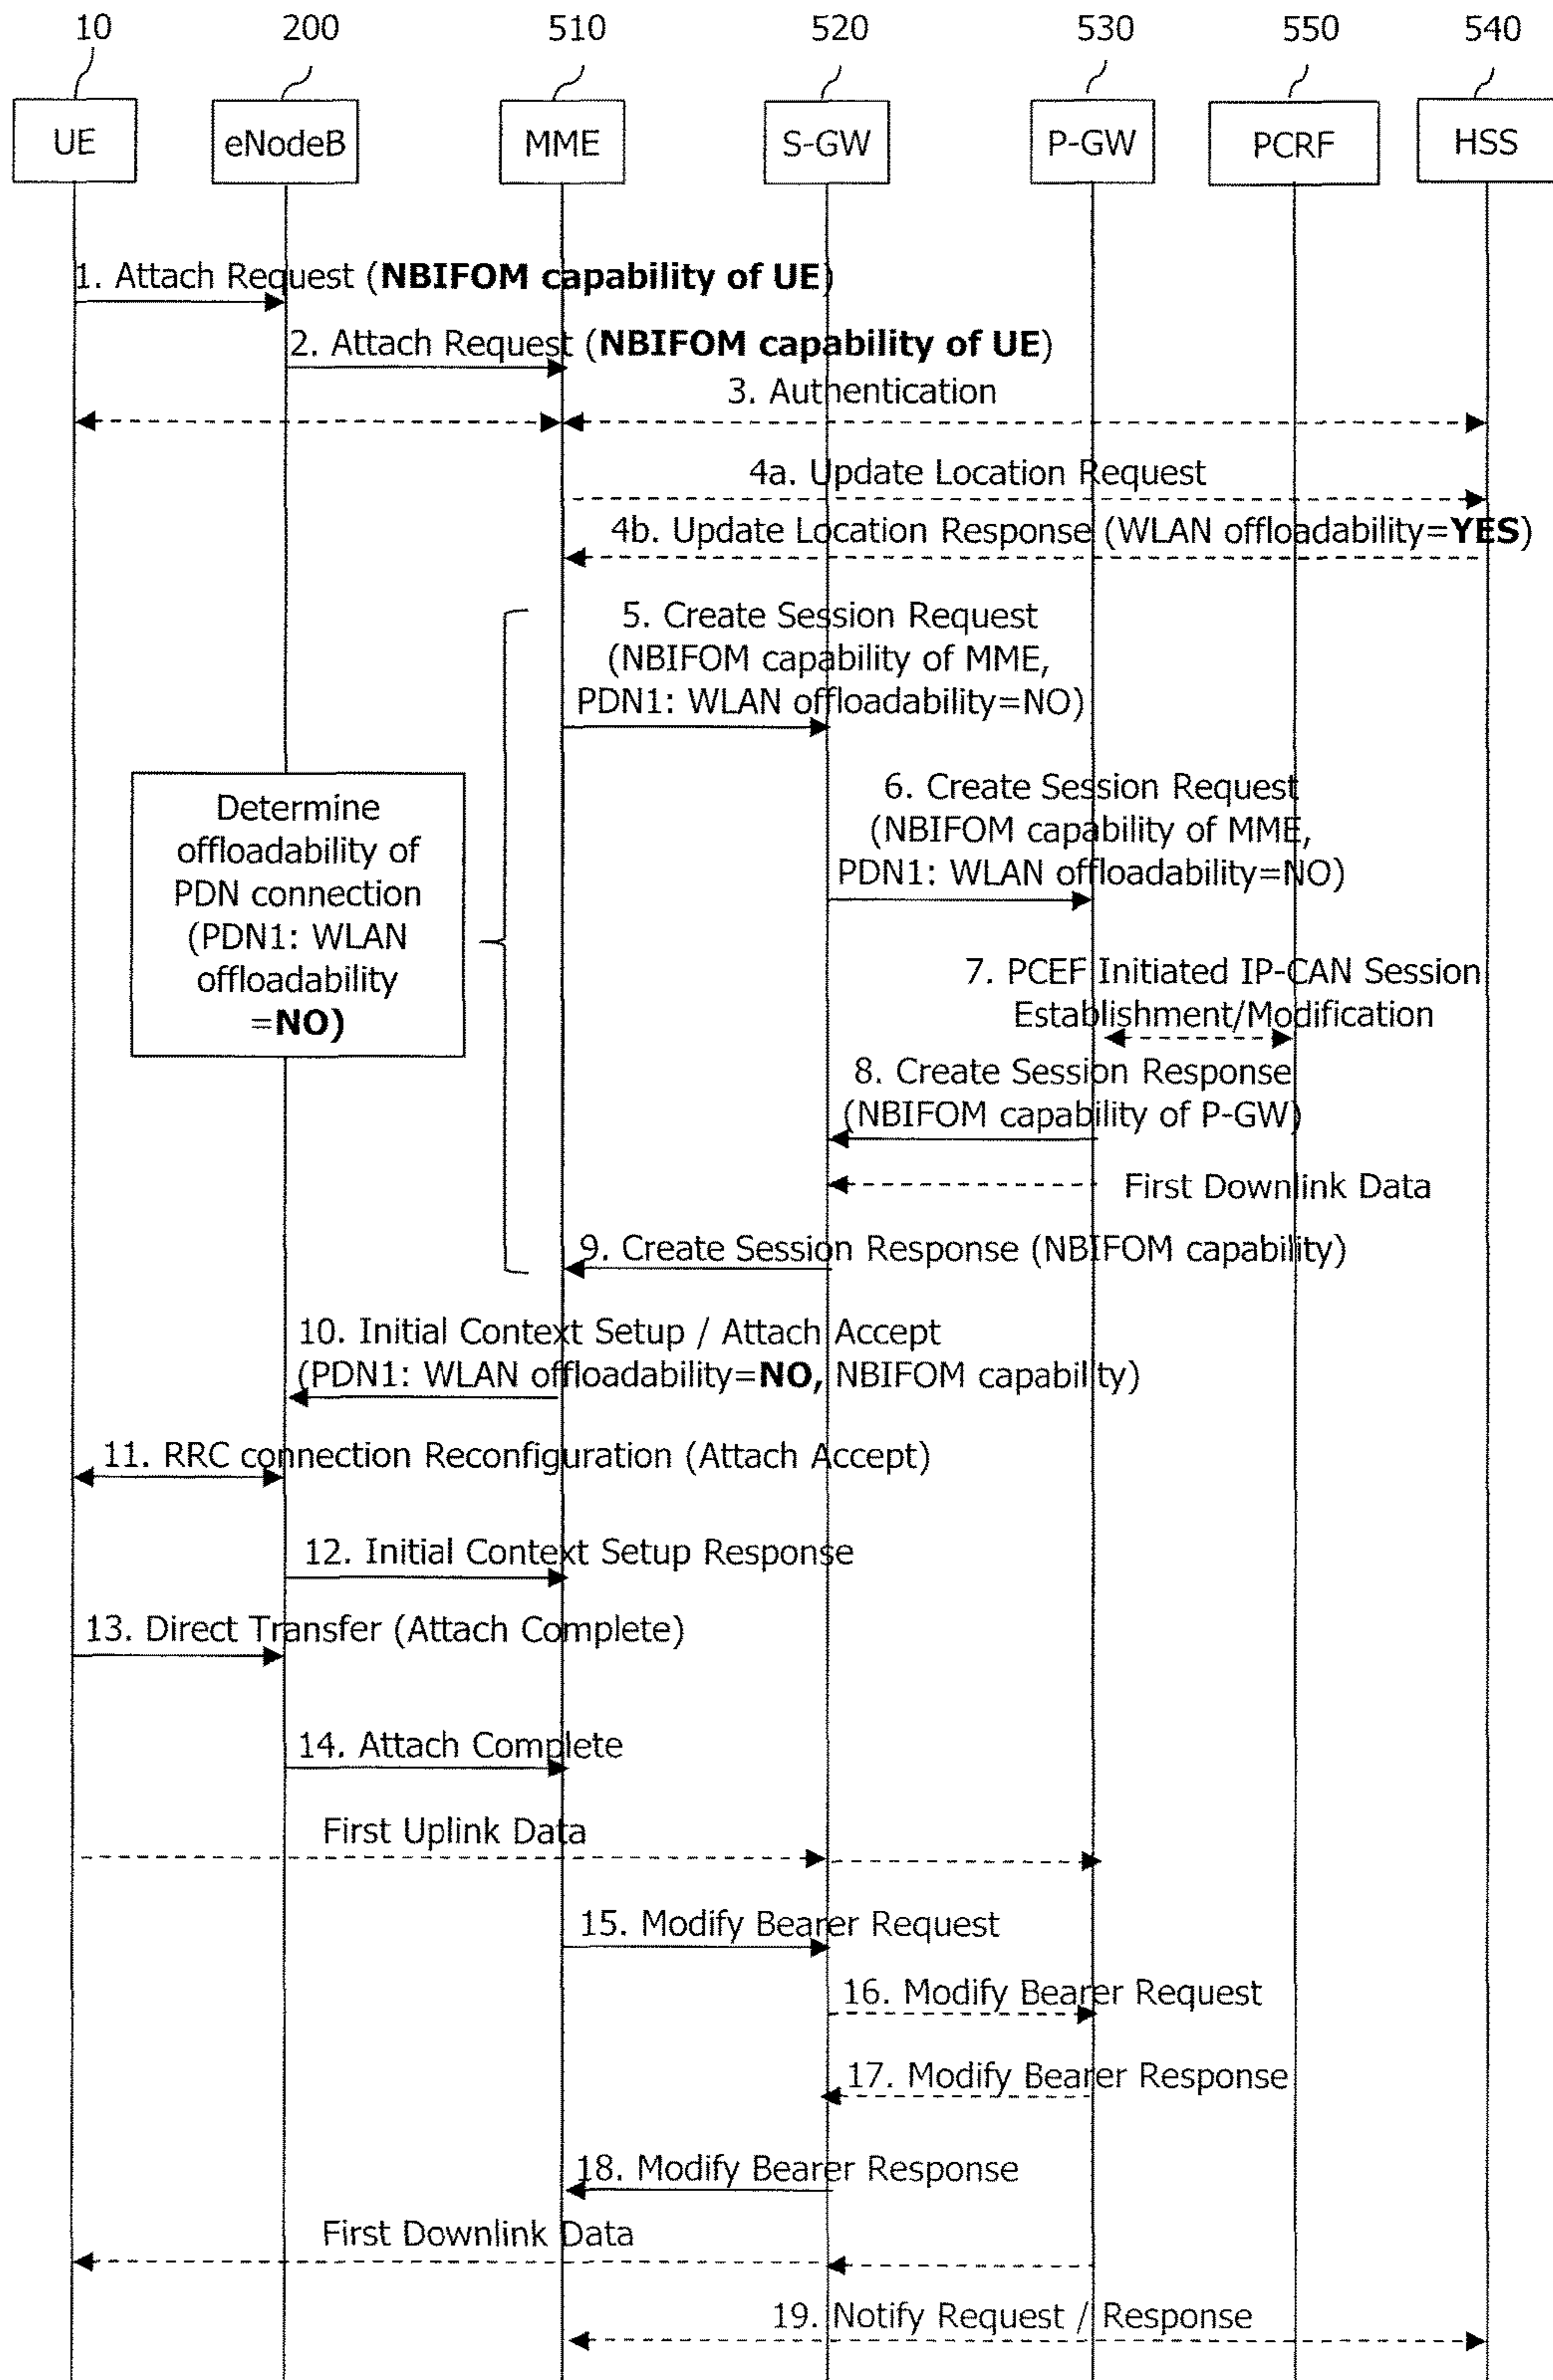 10 200 510 520 530 550 540
UE eNodeB MME S-GW P-GW PCRF HSS
1. Attach Request (NBIFOM capability of UE)
2. Attach Request (NBIFOM capability of UE)
3. Authentication
4a. Update Location Request
4b. Update Location Response (WLAN offloadability=YES)
5. Create Session Request
(NBIFOM capability of MME,
PDN1: WLAN offloadability=NO)
Determine
offloadability of
PDN connection
(PDN1: WLAN
offloadability
=NO)
6. Create Session Request
(NBIFOM capability of MME,
PDN1: WLAN offloadability=NO)
7. PCEF Initiated IP-CAN Session
Establishment/Modification
8. Create Session Response
(NBIFOM capability of P-GW)
First Downlink Data
9. Create Session Response (NBIFOM capability)
10. Initial Context Setup / Attach Accept
(PDN1: WLAN offloadability=NO, NBIFOM capability)
11. RRC connection Reconfiguration (Attach Accept)
12. Initial Context Setup Response
13. Direct Transfer (Attach Complete)
14. Attach Complete
First Uplink Data
15. Modify Bearer Request
16. Modify Bearer Request
17. Modify Bearer Response
18. Modify Bearer Response
First Downlink Data
19. Notify Request / Response